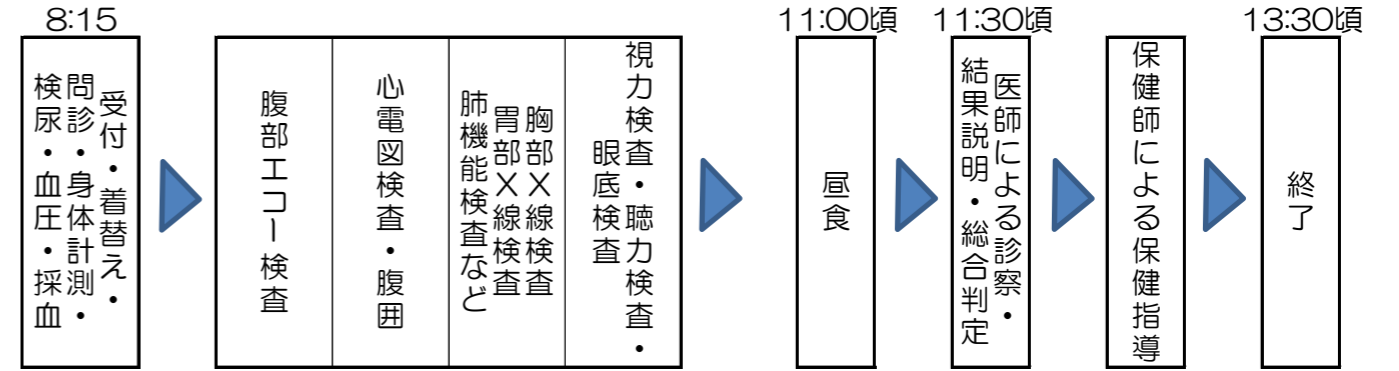 8:15
受付・着替え・
問診・身体計測・
検尿・血圧・採血
腹部エコー検査
心電図検査・腹囲
胸部X線検査
胃部X線検査
肺機能検査など
視力検査・聴力検査・
眼底検査
11:00頃
昼食
11:30頃
医師による診察・
結果説明・総合判定
保健師による保健指導
13:30頃
終了